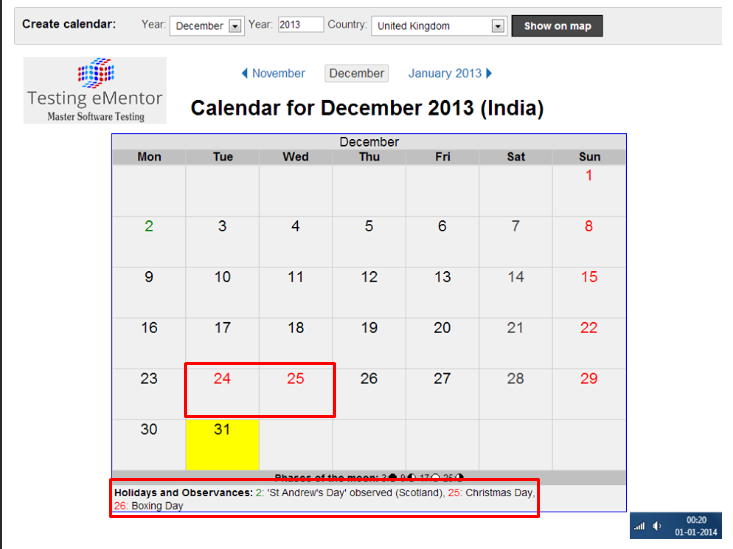 Create calendar: Year: December Year: 2013 Country: United Kingdom Show on map
November December January 2013
Testing eMentor
Master Software Testing
Calendar for December 2013 (India)
December
Mon Tue Wed Thu Fri Sat Sun
1
2 3 4 5 6 7 8
9 10 11 12 13 14 15
16 17 18 19 20 21 22
23 24 25 26 27 28 29
30 31
Phases of the moon: 3 9 17 25
Holidays and Observances: 2: 'St Andrew's Day' observed (Scotland), 25: Christmas Day,
26: Boxing Day
00:20
01-01-2014